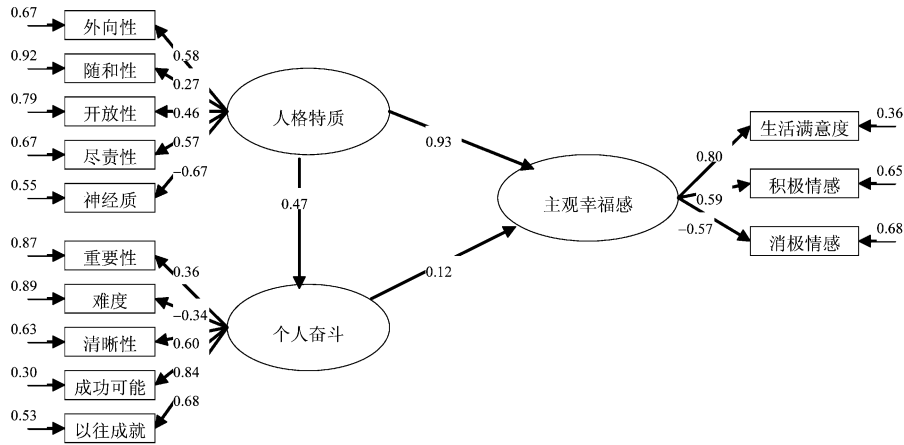 0.67
外向性
0.58
0.92
随和性
0.27
0.79
开放性
0.46
0.67
尽责性
0.57
0.55
神经质
−0.67
人格特质
0.93
0.47
0.87
重要性
0.36
0.89
难度
−0.34
0.63
清晰性
0.60
0.30
成功可能
0.84
0.53
以往成就
0.68
个人奋斗
0.12
主观幸福感
0.80
生活满意度
0.36
0.59
积极情感
0.65
−0.57
消极情感
0.68